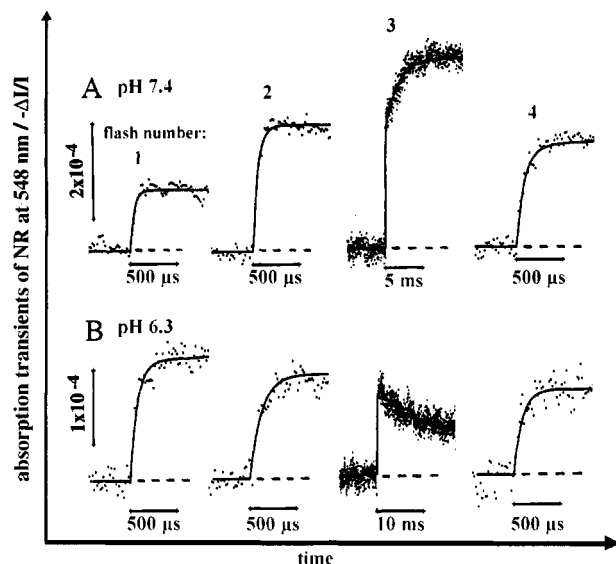 absorption transients of NR at 548 nm / -ΔI/I
A pH 7.4
flash number:
1
2
3
4
2x10⁻⁴
500 μs
500 μs
5 ms
500 μs
B pH 6.3
1x10⁻⁴
500 μs
500 μs
10 ms
500 μs
time